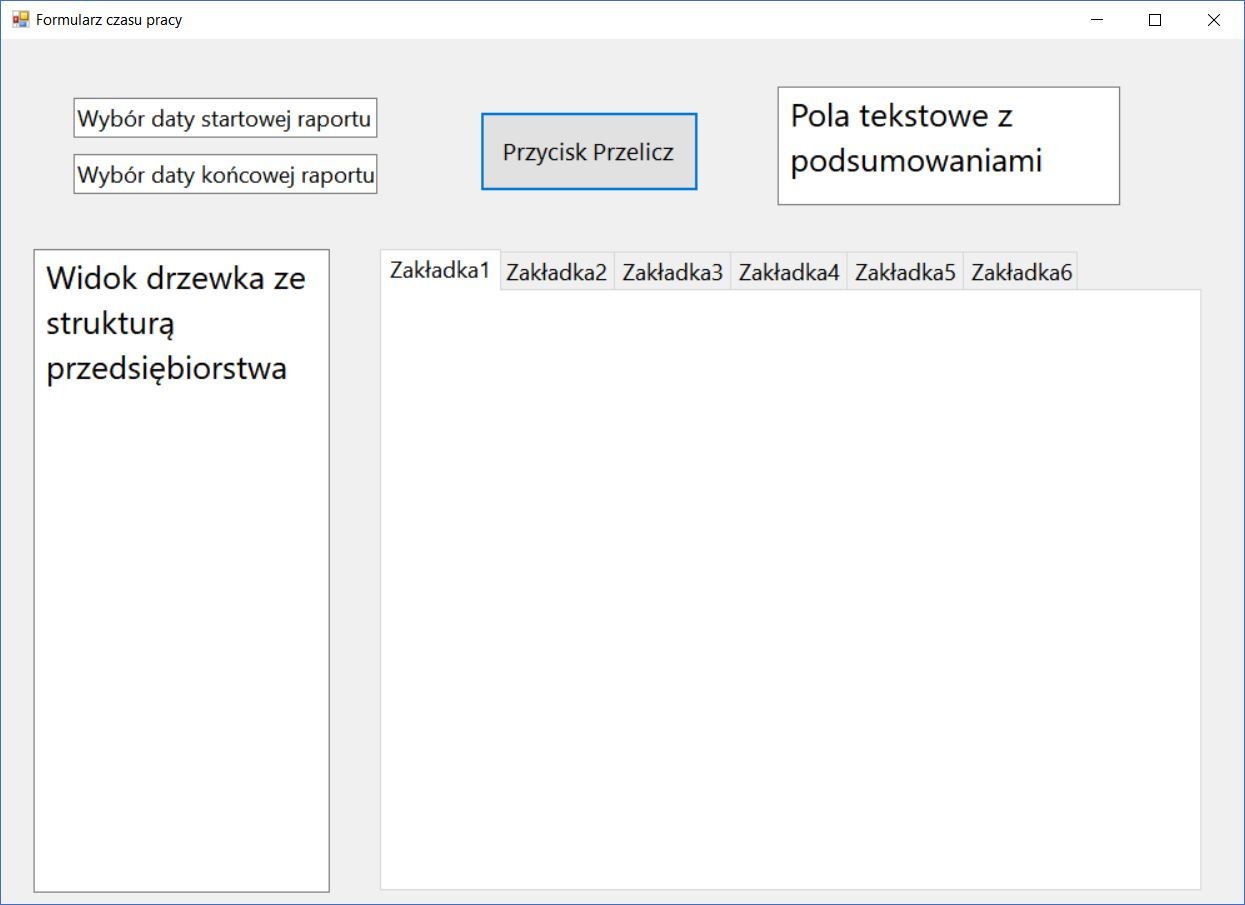 Formularz czasu pracy
Wybór daty startowej raportu
Wybór daty końcowej raportu
Przycisk Przelicz
Pola tekstowe z
podsumowaniami
Widok drzewka ze
strukturą
przedsiębiorstwa
Zakładka1 Zakładka2 Zakładka3 Zakładka4 Zakładka5 Zakładka6